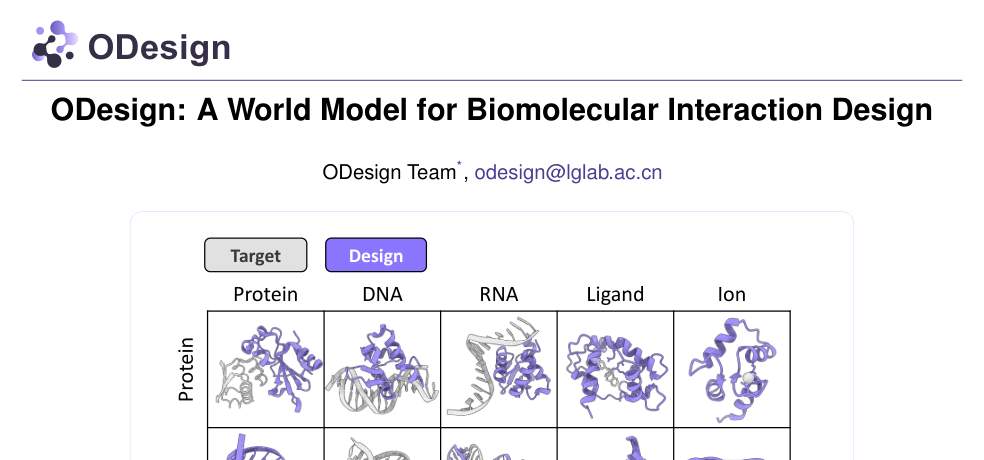 ODesign
ODesign: A World Model for Biomolecular Interaction Design
ODesign Team*, odesign@lglab.ac.cn
Target Design
Protein DNA RNA Ligand Ion
Protein